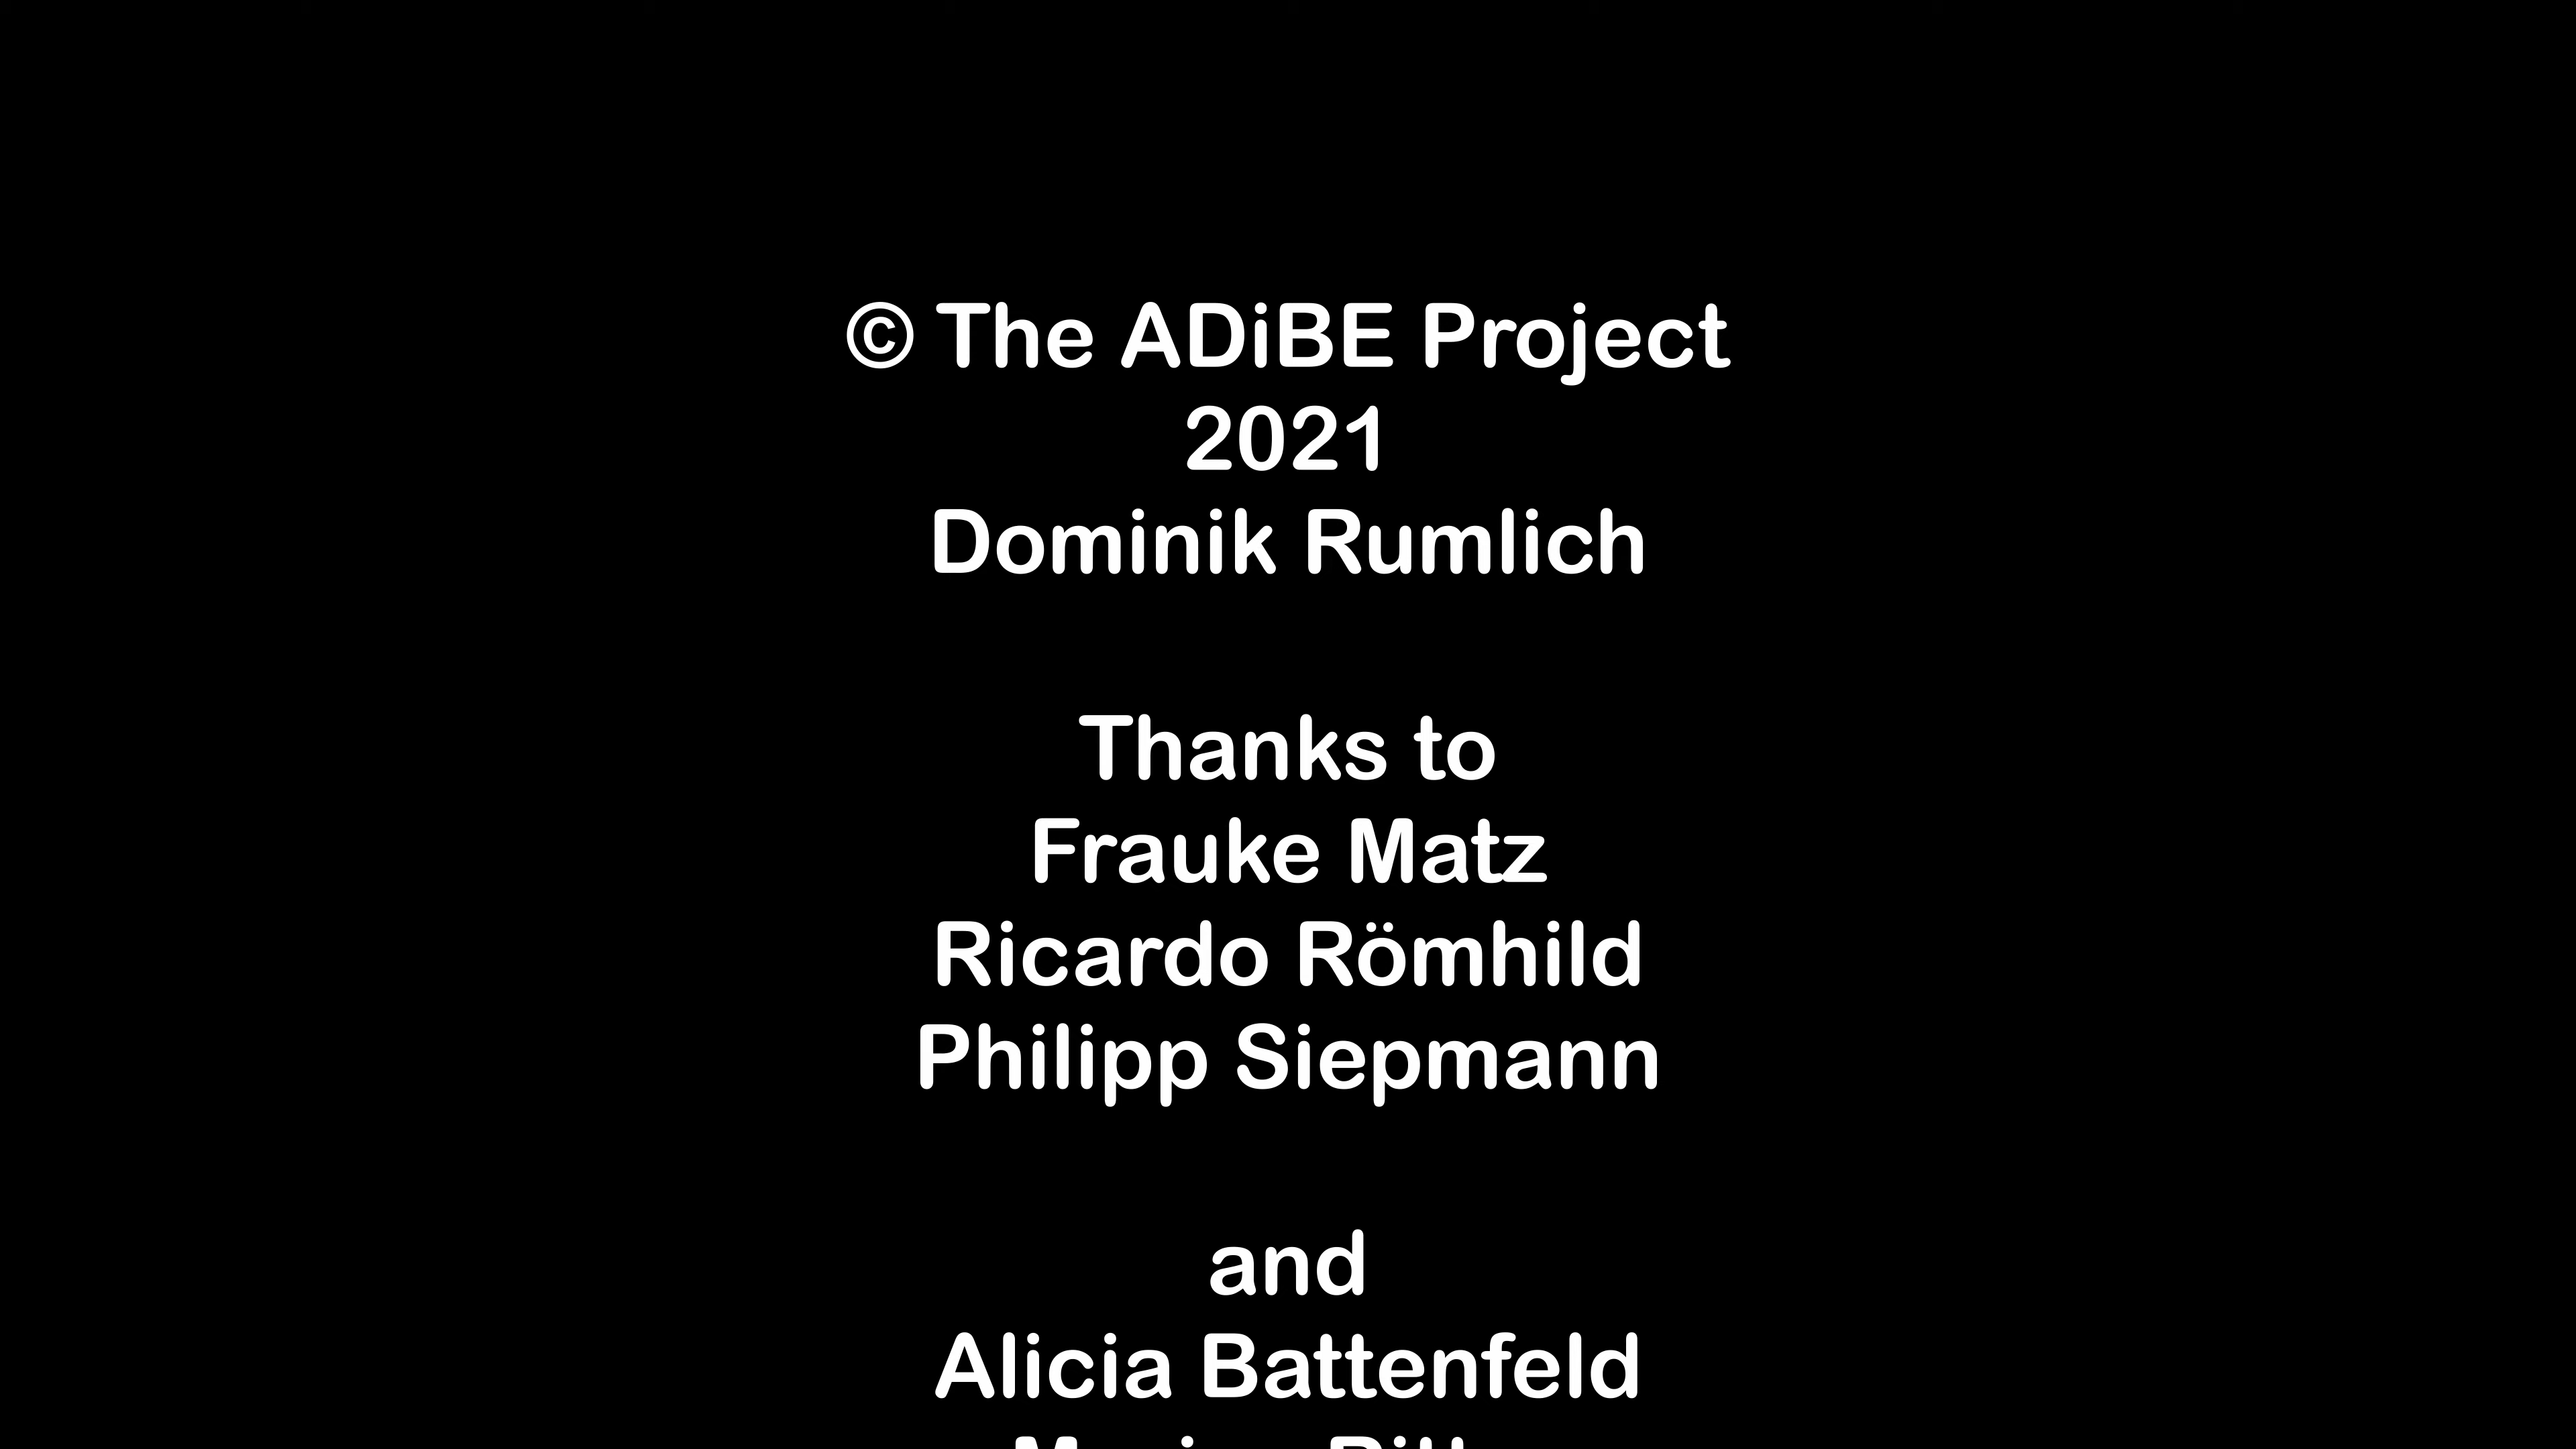 © The ADiBE Project
2021
Dominik Rumlich
Thanks to
Frauke Matz
Ricardo Römhild
Philipp Siepmann
and
Alicia Battenfeld